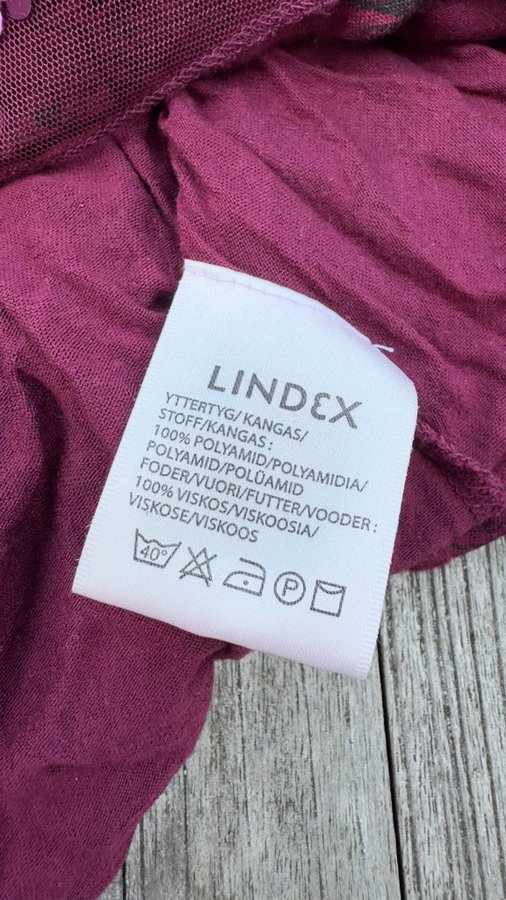 LINDEX
YTTERTYG/ KANGAS/
STOFF/KANGAS :
100% POLYAMID/POLYAMIDIA/
POLYAMID/POLÜAMID
FODER/VUORI/FUTTER/VOODER :
100% VISKOS/VISKOOSIA/
VISKOSE/VISKOOS
40° P